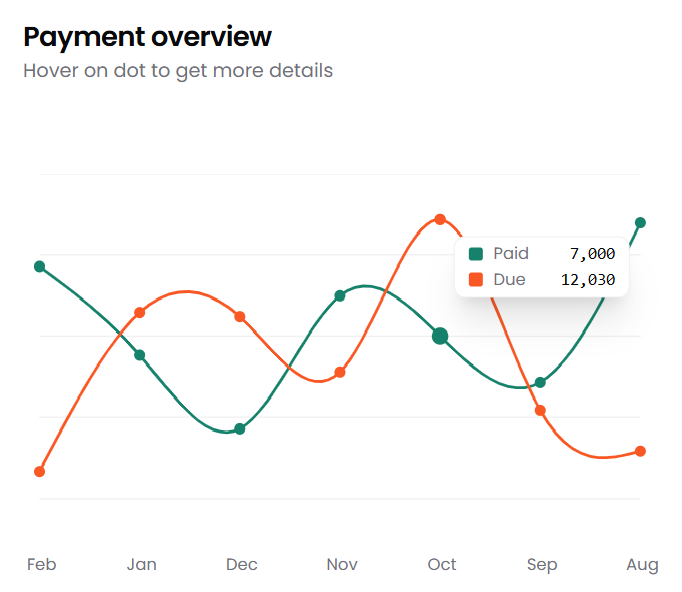 Payment overview
Hover on dot to get more details
Paid 7,000
Due 12,030
Feb Jan Dec Nov Oct Sep Aug